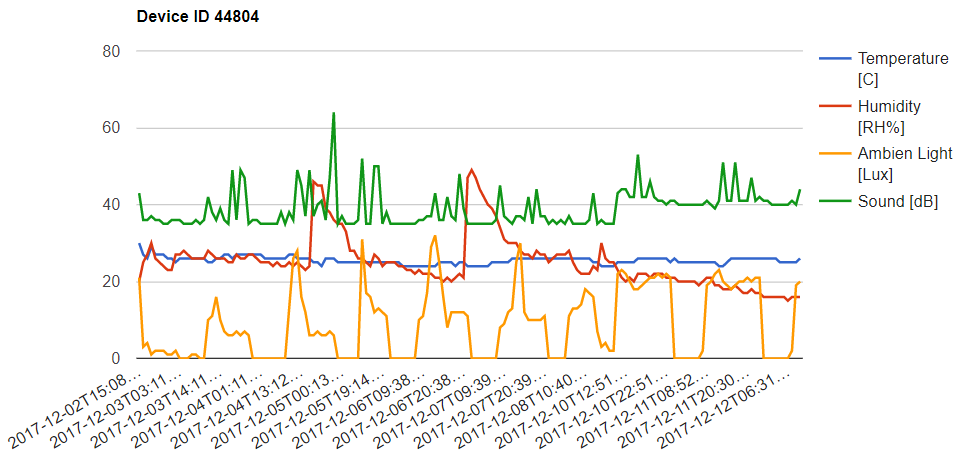 Device ID 44804
80
60
40
20
0
Temperature
[C]
Humidity
[RH%]
Ambien Light
[Lux]
Sound [dB]
2017-12-02T15:08…
2017-12-03T03:11…
2017-12-03T14:11…
2017-12-04T01:11…
2017-12-04T13:12…
2017-12-05T00:13…
2017-12-05T19:14…
2017-12-06T09:38…
2017-12-06T20:38…
2017-12-07T09:39…
2017-12-07T20:39…
2017-12-08T10:40…
2017-12-10T12:51…
2017-12-10T22:51…
2017-12-11T08:52…
2017-12-11T20:30…
2017-12-12T06:31…